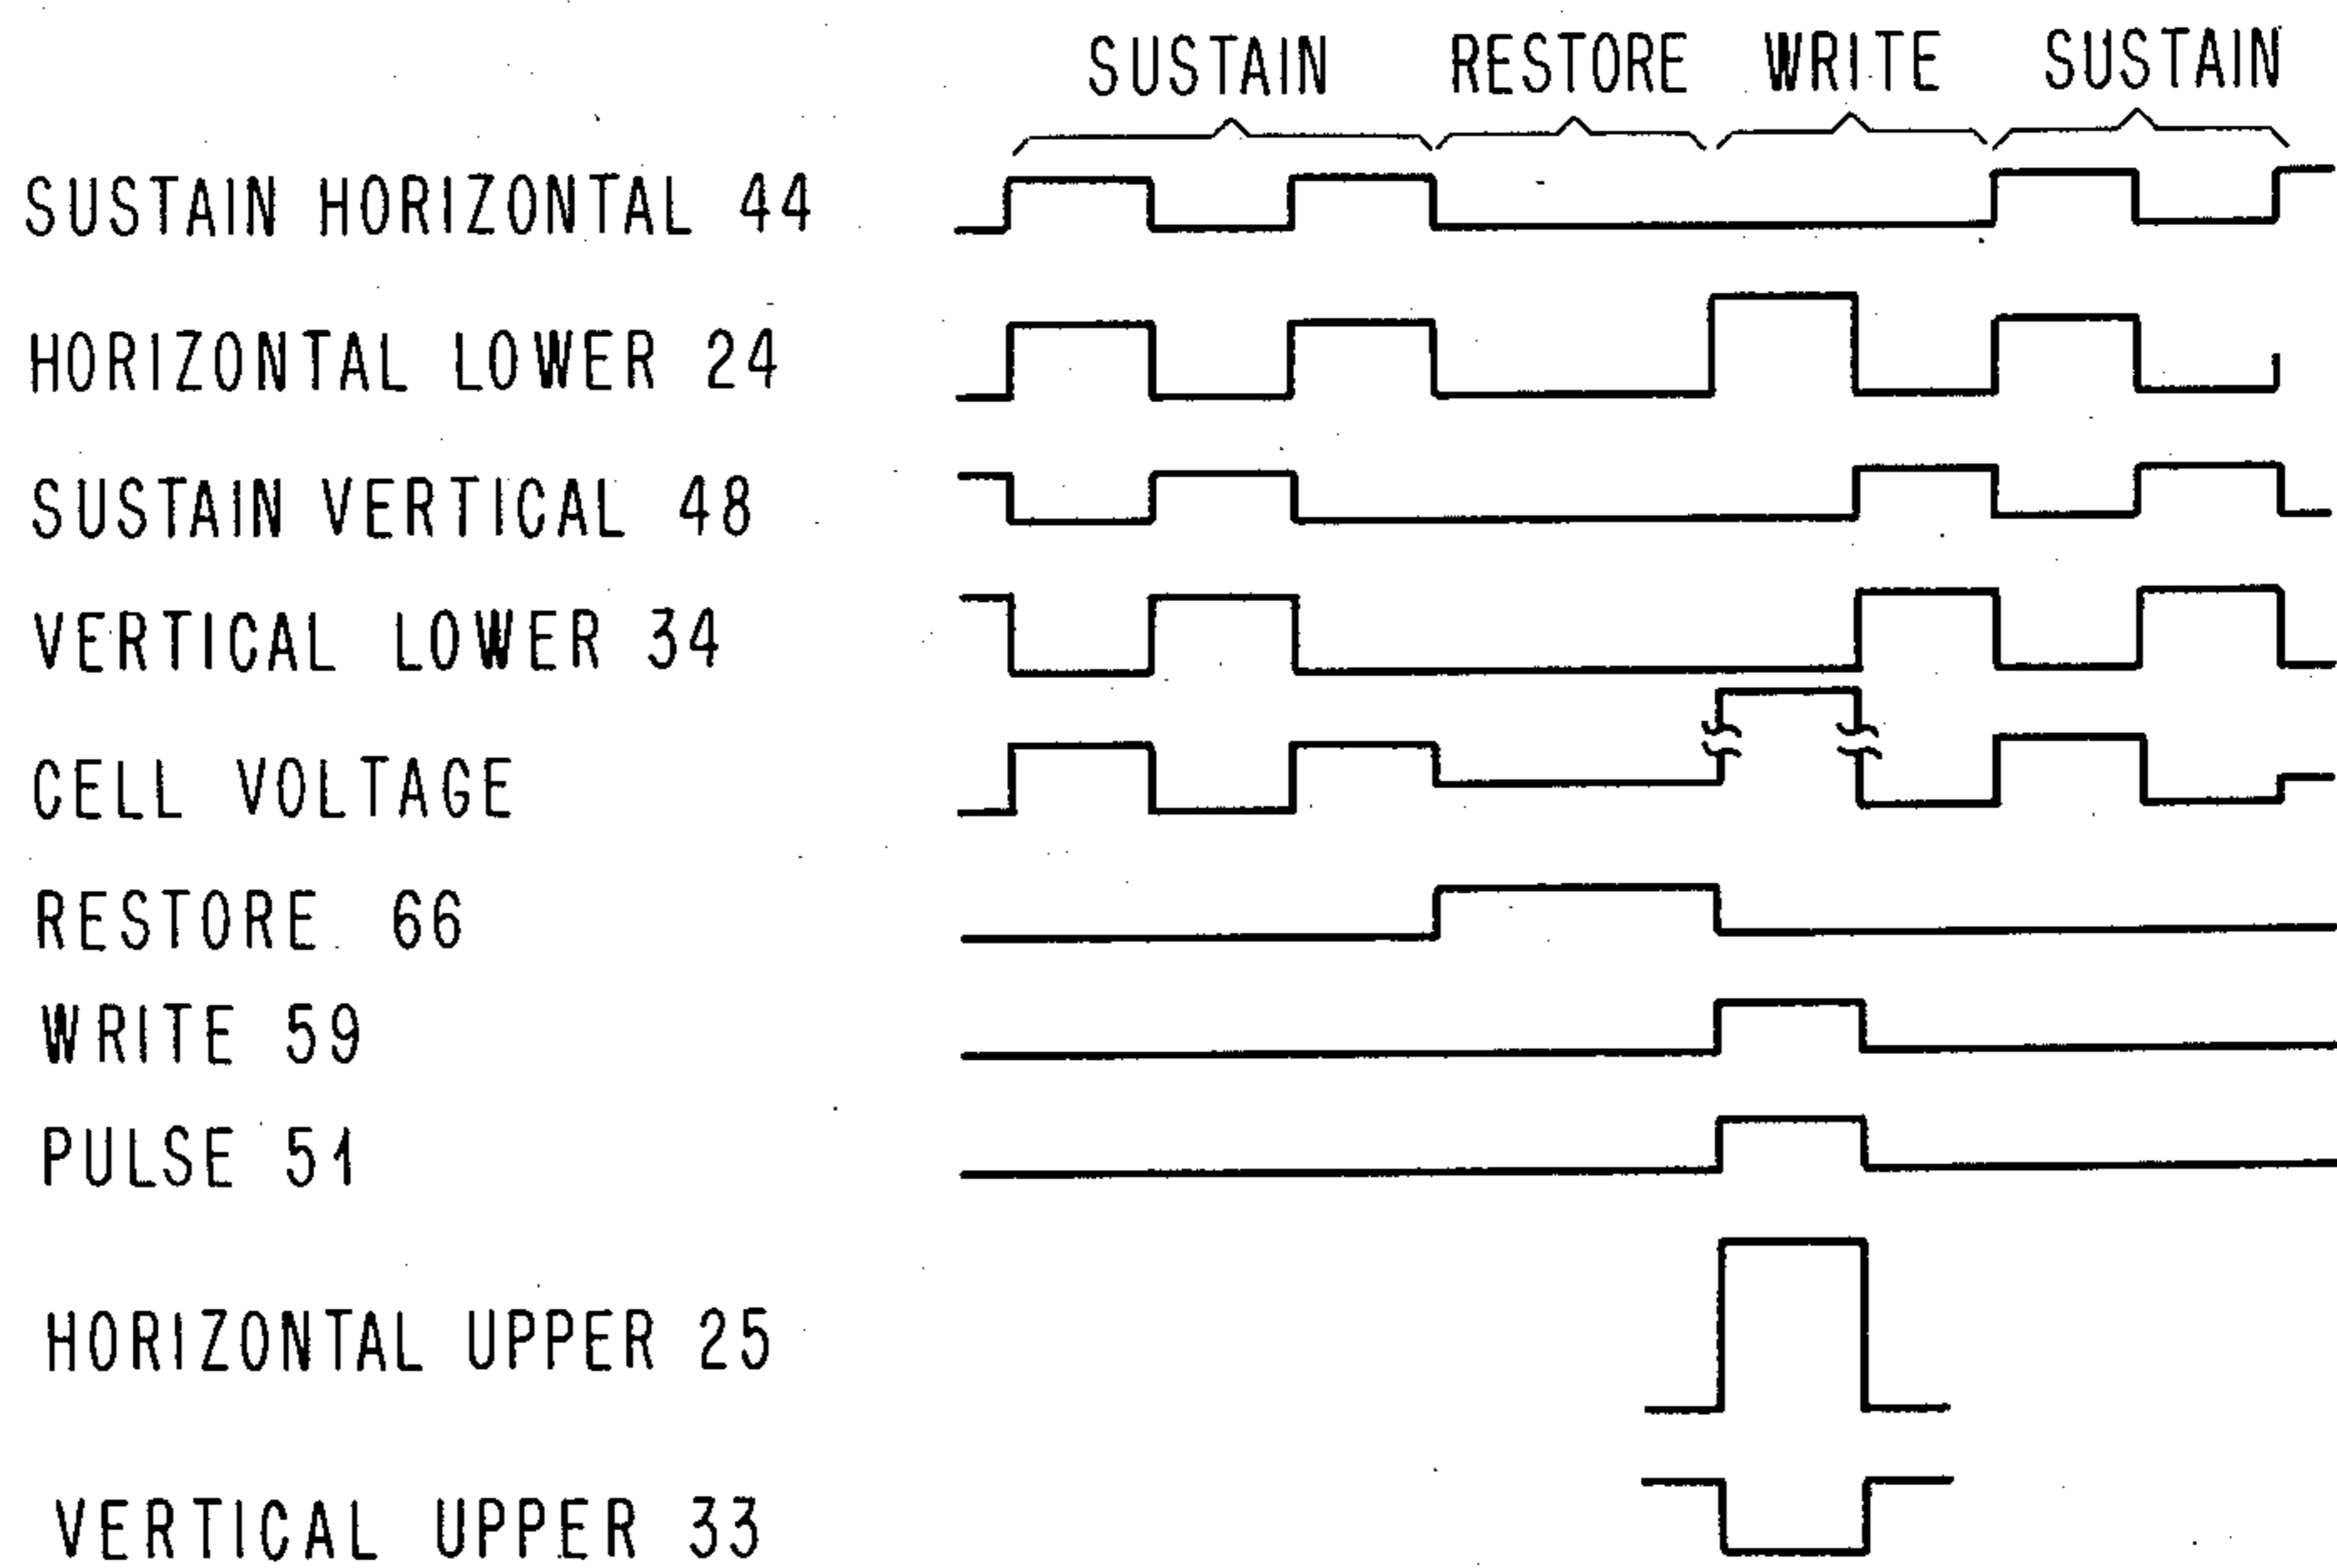 SUSTAIN RESTORE WRITE SUSTAIN
SUSTAIN HORIZONTAL 44
HORIZONTAL LOWER 24
SUSTAIN VERTICAL 48
VERTICAL LOWER 34
CELL VOLTAGE
RESTORE 66
WRITE 59
PULSE 51
HORIZONTAL UPPER 25
VERTICAL UPPER 33